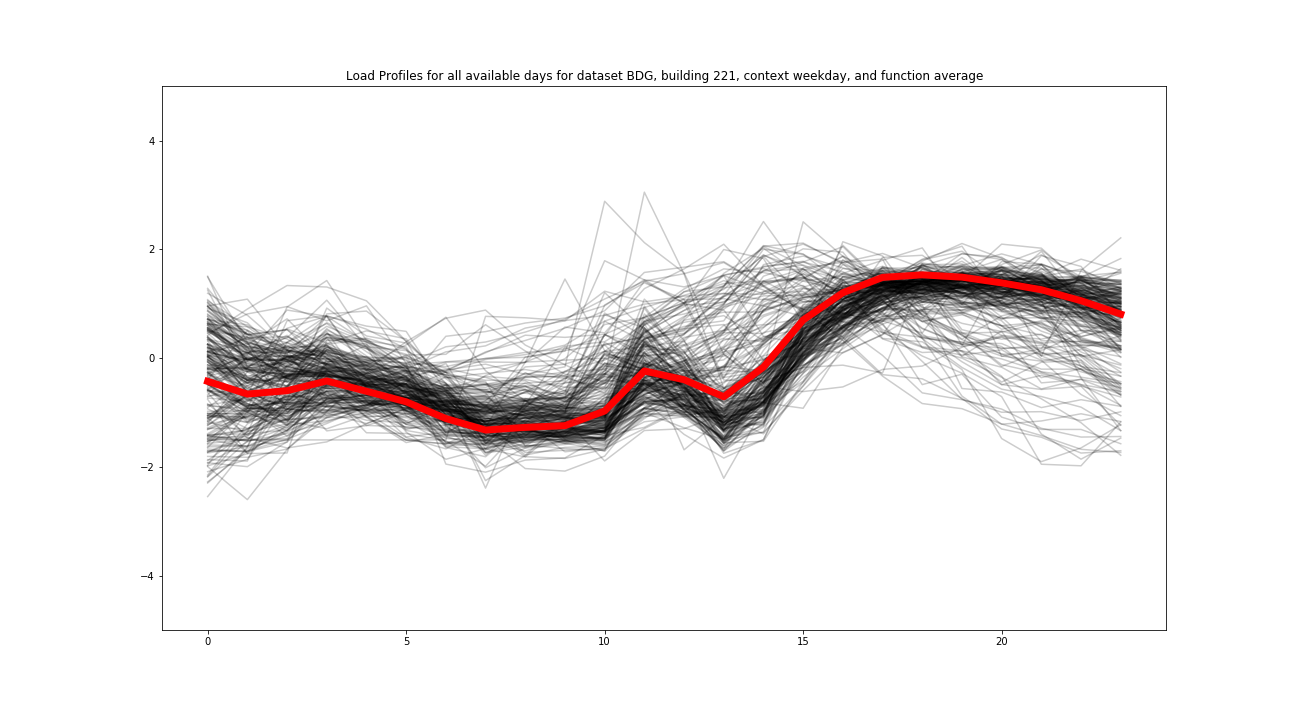 Load Profiles for all available days for dataset BDG, building 221, context weekday, and function average
4
2
0
−2
−4
0 5 10 15 20